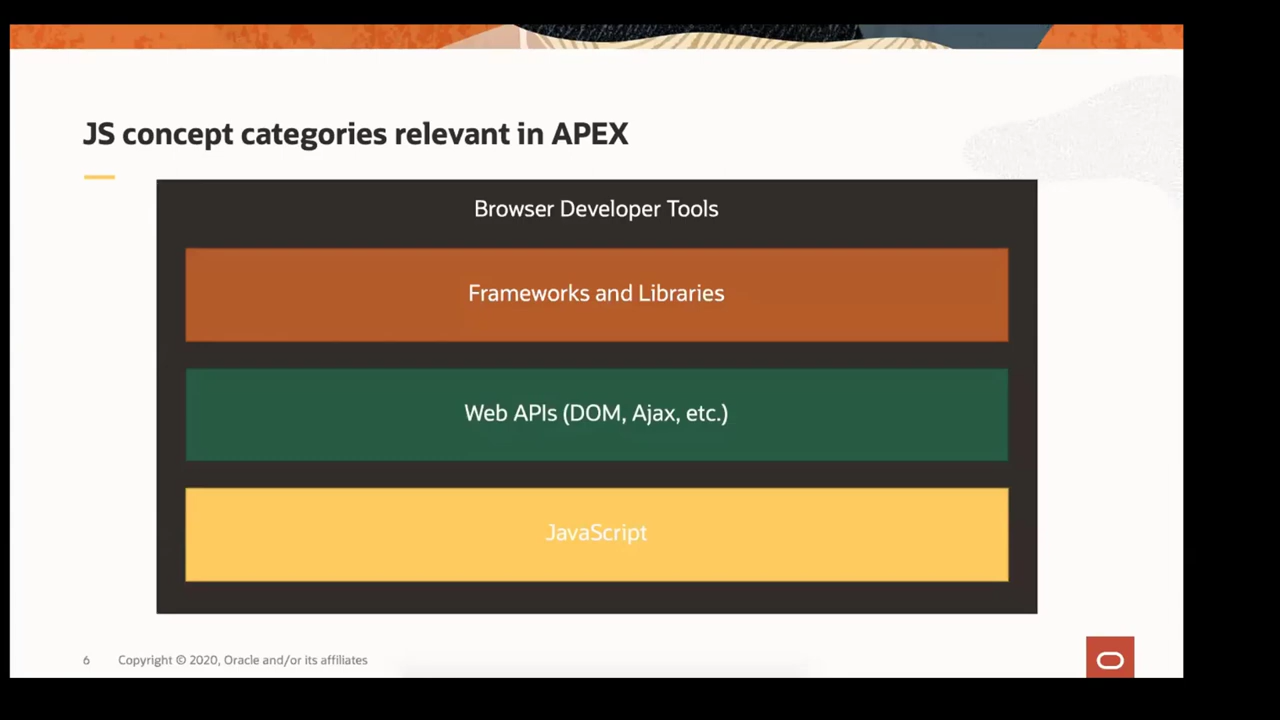 JS concept categories relevant in APEX
Browser Developer Tools
Frameworks and Libraries
Web APIs (DOM, Ajax, etc.)
JavaScript
6 Copyright © 2020, Oracle and/or its affiliates